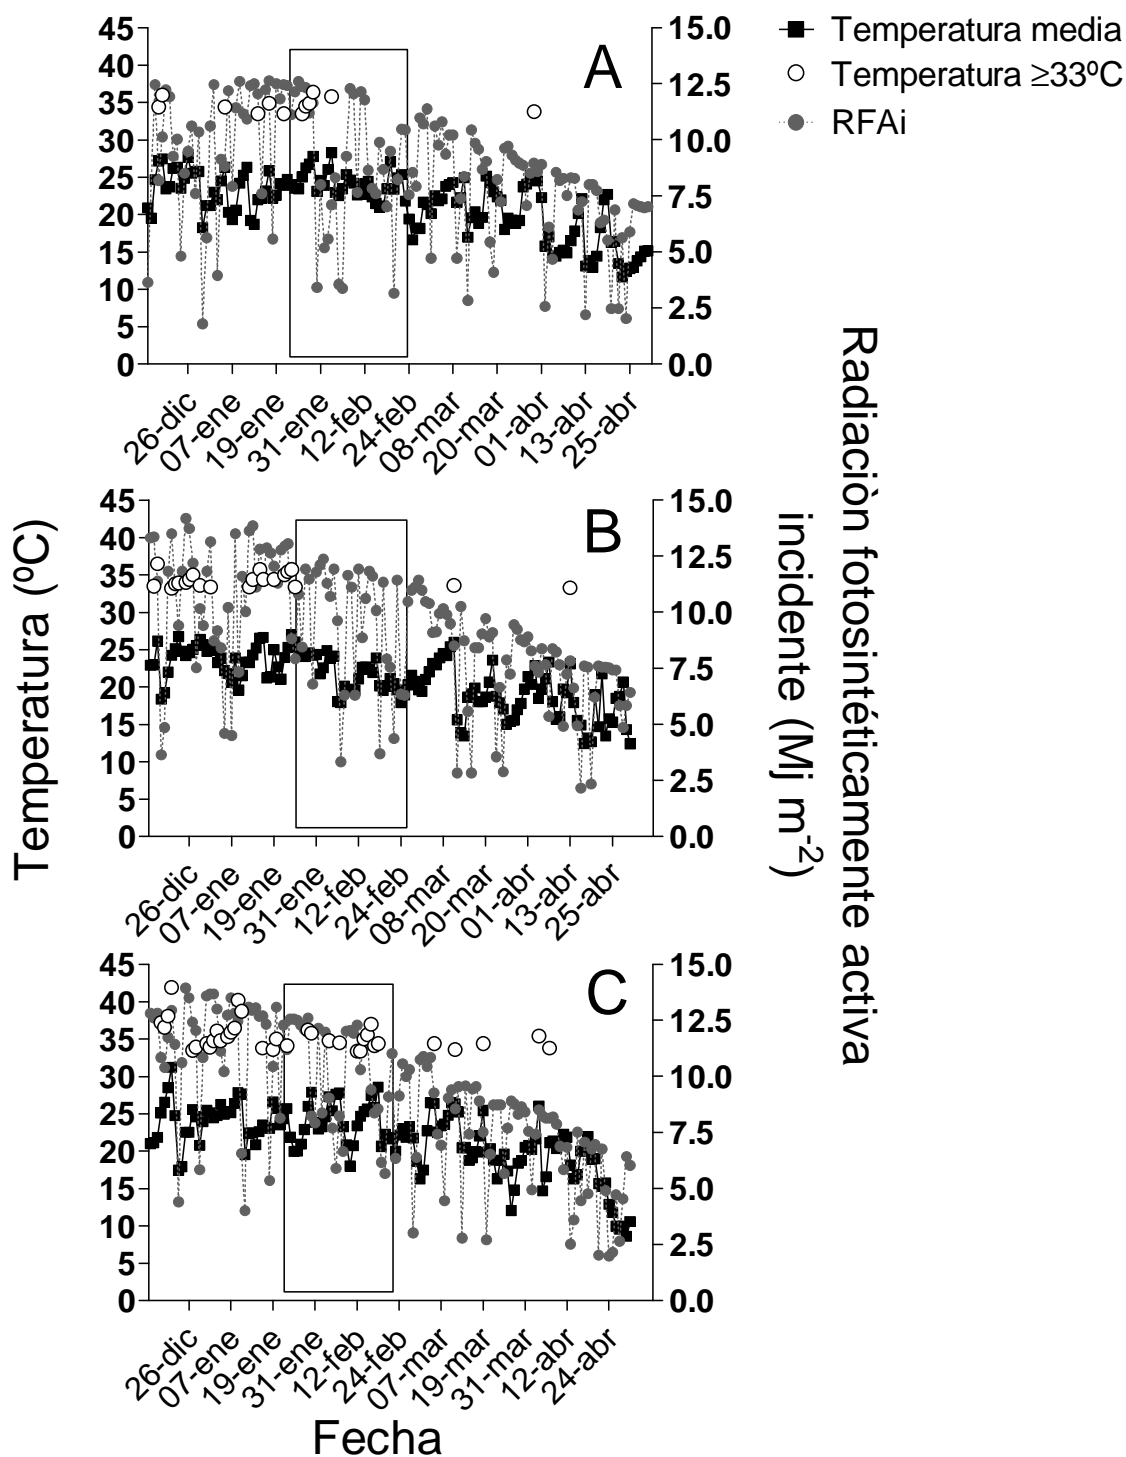 Temperatura media
Temperatura ≥33ºC
RFAi
A
45
40
35
30
25
20
15
10
5
0
15.0
12.5
10.0
7.5
5.0
2.5
0.0
26-dic
07-ene
19-ene
31-ene
12-feb
24-feb
08-mar
20-mar
01-abr
13-abr
25-abr
B
45
40
35
30
25
20
15
10
5
0
15.0
12.5
10.0
7.5
5.0
2.5
0.0
26-dic
07-ene
19-ene
31-ene
12-feb
24-feb
08-mar
20-mar
01-abr
13-abr
25-abr
C
45
40
35
30
25
20
15
10
5
0
15.0
12.5
10.0
7.5
5.0
2.5
0.0
26-dic
07-ene
19-ene
31-ene
12-feb
24-feb
07-mar
19-mar
31-mar
12-abr
24-abr
Temperatura (ºC)
Radiaciòn fotosintéticamente activa
incidente (Mj m⁻²)
Fecha